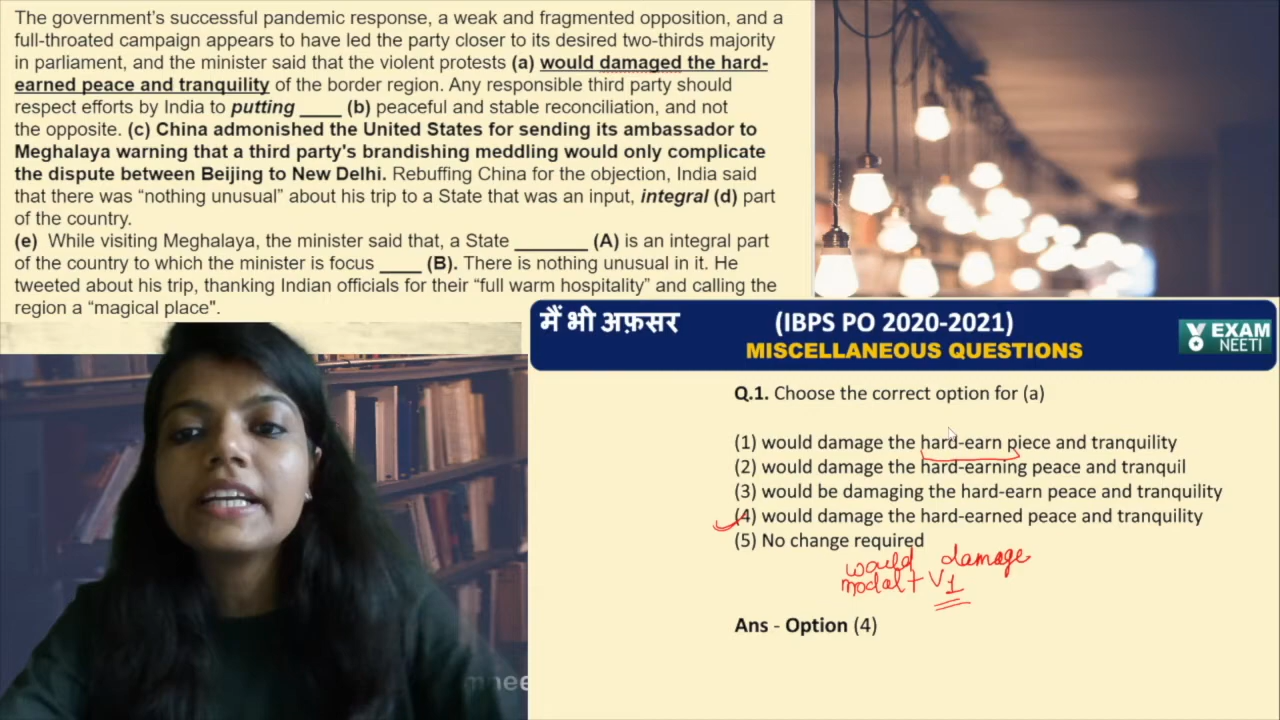 The government's successful pandemic response, a weak and fragmented opposition, and a
full-throated campaign appears to have led the party closer to its desired two-thirds majority
in parliament, and the minister said that the violent protests (a) would damaged the hard-
earned peace and tranquility of the border region. Any responsible third party should
respect efforts by India to putting ____ (b) peaceful and stable reconciliation, and not
the opposite. (c) China admonished the United States for sending its ambassador to
Meghalaya warning that a third party's brandishing meddling would only complicate
the dispute between Beijing to New Delhi. Rebuffing China for the objection, India said
that there was “nothing unusual” about his trip to a State that was an input, integral (d) part
of the country.
(e) While visiting Meghalaya, the minister said that, a State _______ (A) is an integral part
of the country to which the minister is focus ____ (B). There is nothing unusual in it. He
tweeted about his trip, thanking Indian officials for their “full warm hospitality” and calling the
region a “magical place".
मैं भी अफ़सर
(IBPS PO 2020-2021)
MISCELLANEOUS QUESTIONS
EXAM
NEETI
Q.1. Choose the correct option for (a)
(1) would damage the hard-earn piece and tranquility
(2) would damage the hard-earning peace and tranquil
(3) would be damaging the hard-earn peace and tranquility
(4) would damage the hard-earned peace and tranquility
(5) No change required
would damage
modal + V1
Ans - Option (4)